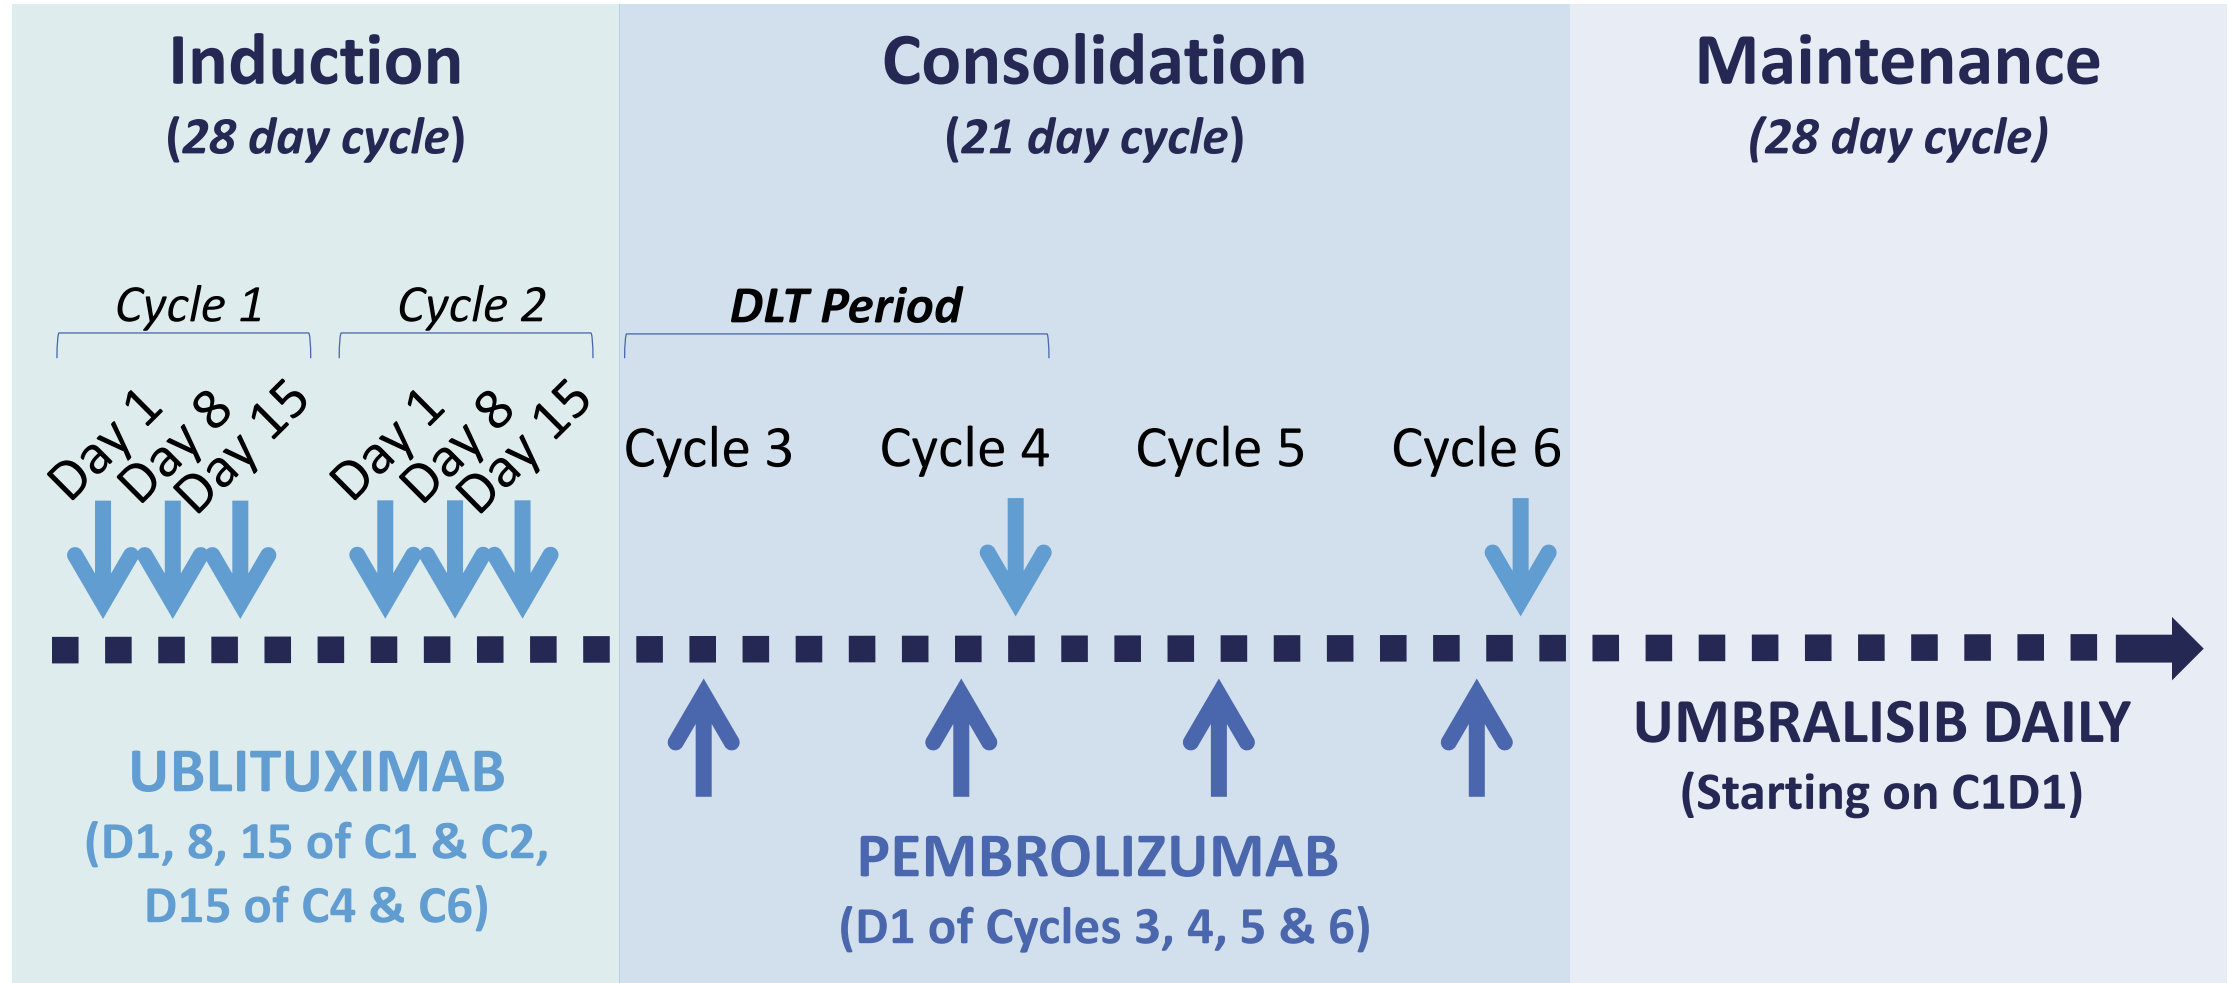 Induction
(28 day cycle)
Consolidation
(21 day cycle)
Maintenance
(28 day cycle)
Cycle 1
Cycle 2
DLT Period
Day 1
Day 8
Day 15
Day 1
Day 8
Day 15
Cycle 3
Cycle 4
Cycle 5
Cycle 6
UBLITUXIMAB
(D1, 8, 15 of C1 & C2,
D15 of C4 & C6)
PEMBROLIZUMAB
(D1 of Cycles 3, 4, 5 & 6)
UMBRALISIB DAILY
(Starting on C1D1)